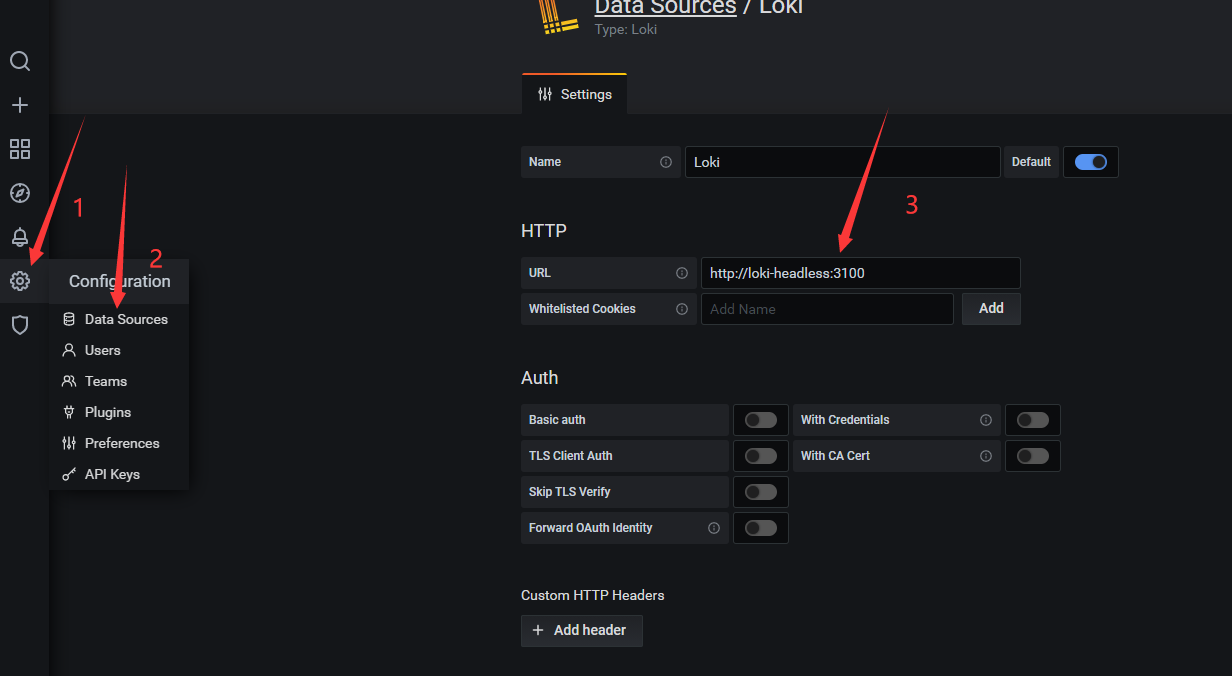 Data Sources / Loki
Type: Loki
Settings
1
2
3
Configuration
Data Sources
Users
Teams
Plugins
Preferences
API Keys
Name
Loki
Default
HTTP
URL
http://loki-headless:3100
Whitelisted Cookies
Add Name
Add
Auth
Basic auth
With Credentials
TLS Client Auth
With CA Cert
Skip TLS Verify
Forward OAuth Identity
Custom HTTP Headers
+ Add header